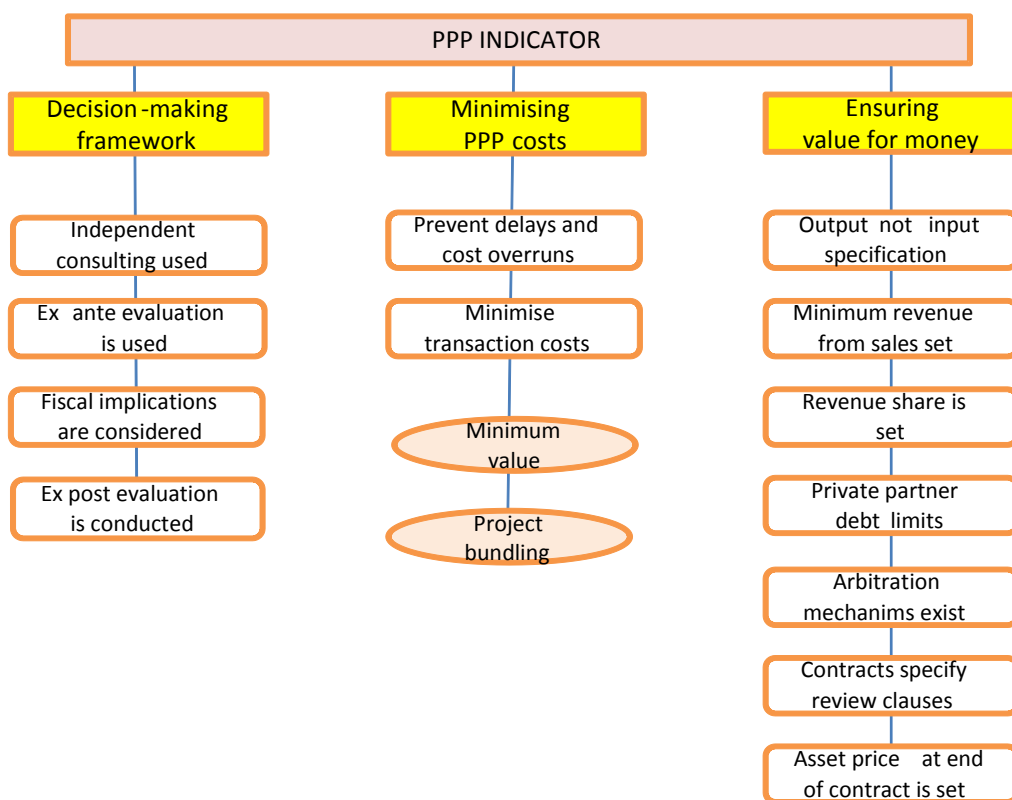 PPP INDICATOR
Decision-making
framework
Independent
consulting used
Ex ante evaluation
is used
Fiscal implications
are considered
Ex post evaluation
is conducted
Minimising
PPP costs
Prevent delays and
cost overruns
Minimise
transaction costs
Minimum
value
Project
bundling
Ensuring
value for money
Output not input
specification
Minimum revenue
from sales set
Revenue share is
set
Private partner
debt limits
Arbitration
mechanims exist
Contracts specify
review clauses
Asset price at end
of contract is set